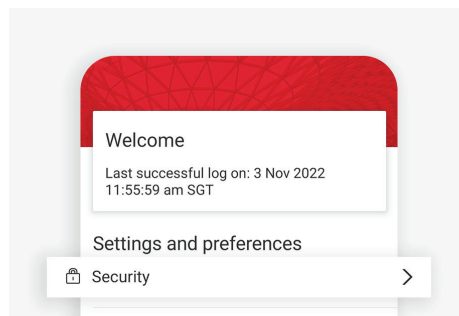 Welcome
Last successful log on: 3 Nov 2022
11:55:59 am SGT
Settings and preferences
Security